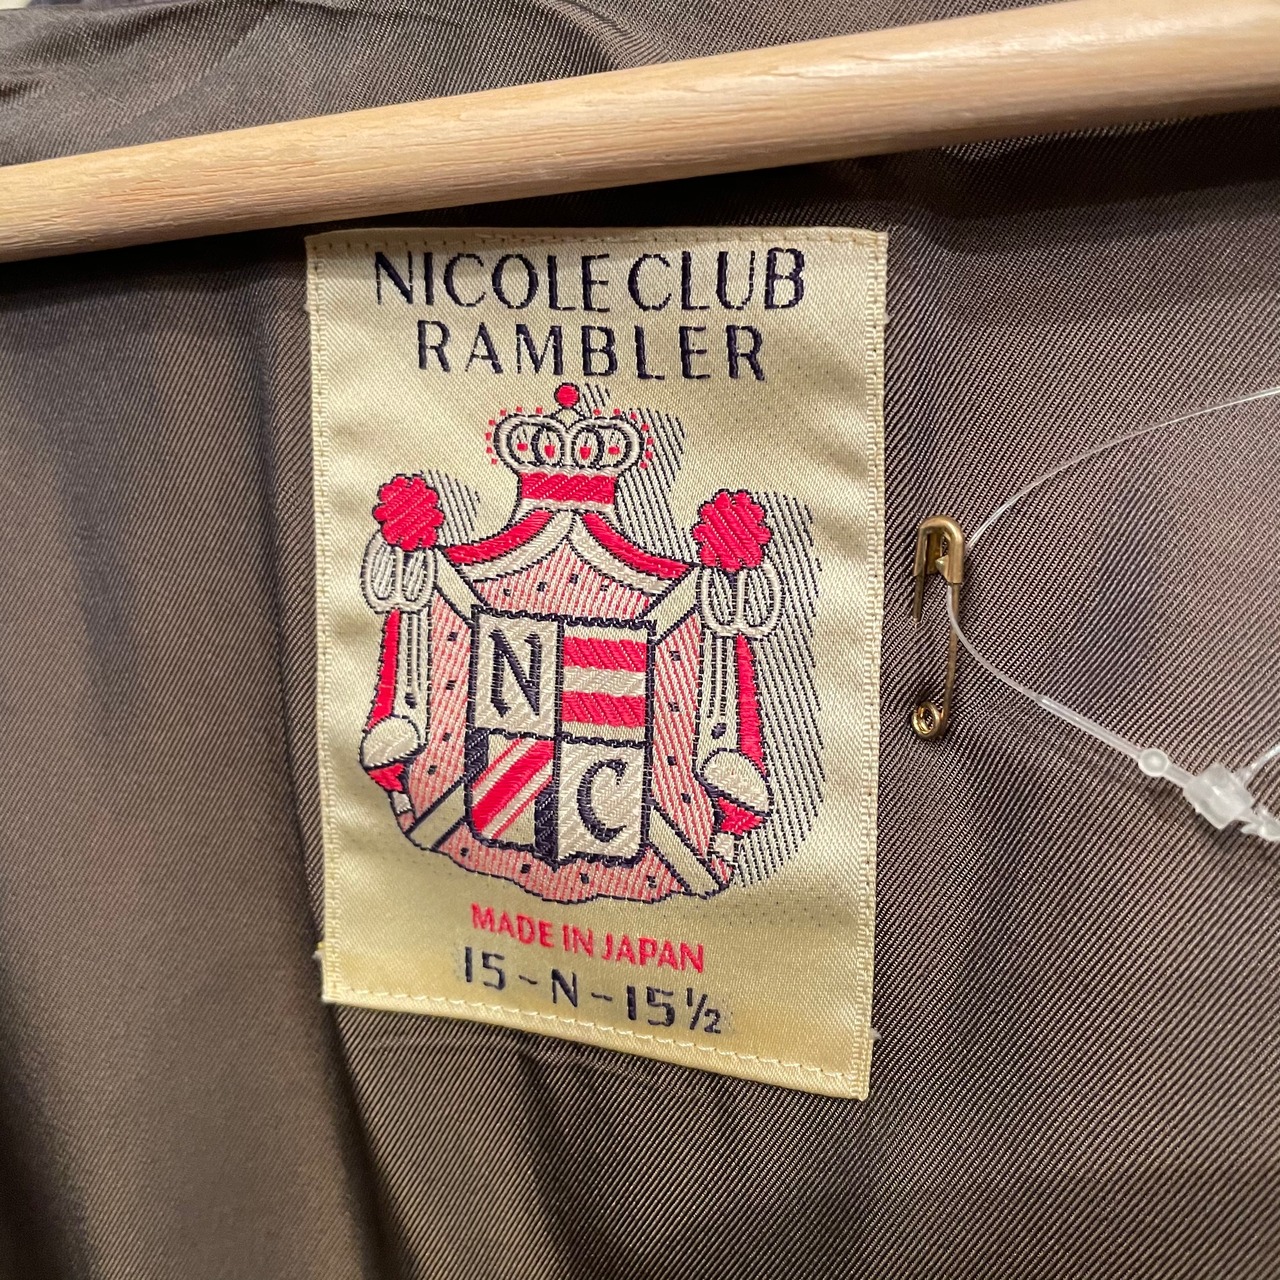 NICOLE CLUB
RAMBLER
N
C
MADE IN JAPAN
15-N-15½